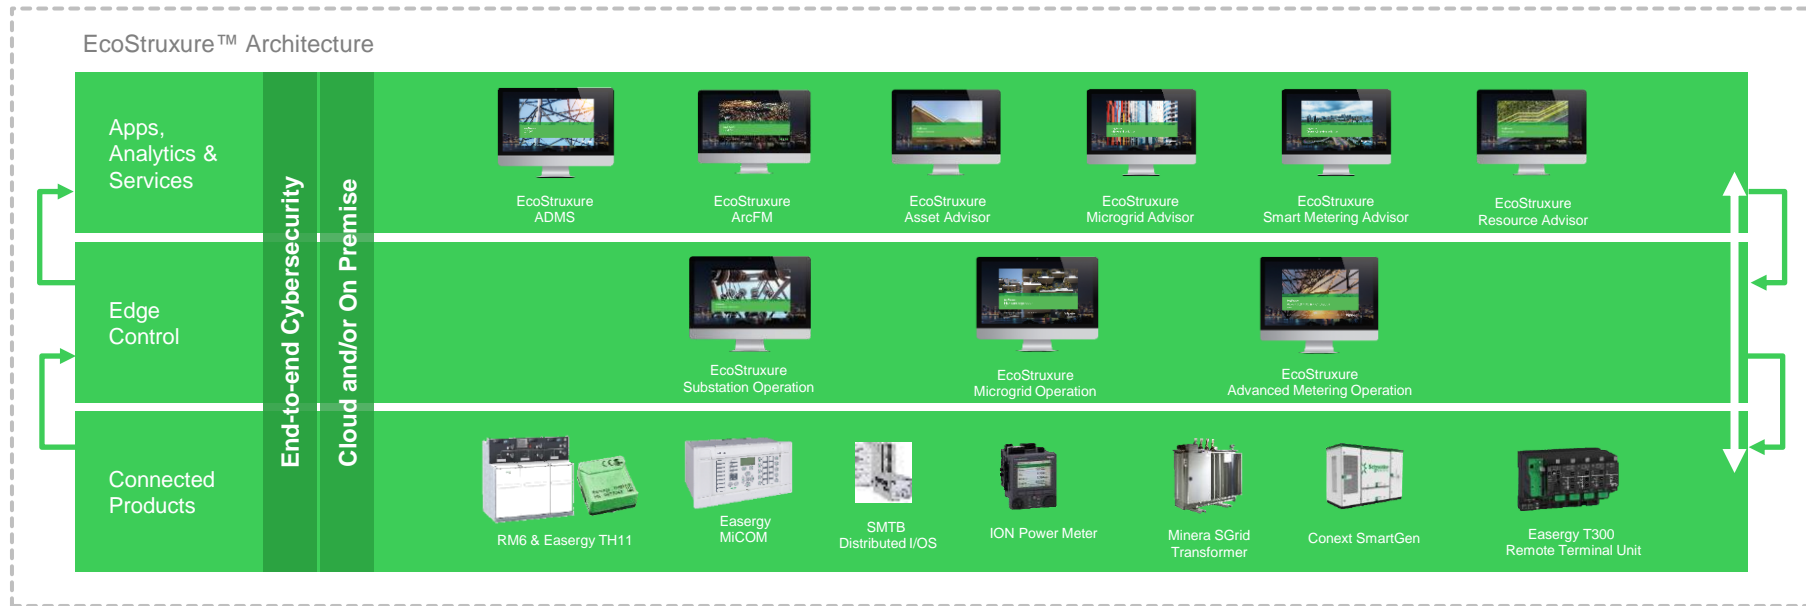 EcoStruxure™ Architecture
Apps,
Analytics &
Services
End-to-end Cybersecurity
Cloud and/or On Premise
EcoStruxure
ADMS
EcoStruxure
ArcFM
EcoStruxure
Asset Advisor
EcoStruxure
Microgrid Advisor
EcoStruxure
Smart Metering Advisor
EcoStruxure
Resource Advisor
Edge
Control
EcoStruxure
Substation Operation
EcoStruxure
Microgrid Operation
EcoStruxure
Advanced Metering Operation
Connected
Products
RM6 & Easergy TH11
Easergy
MiCOM
SMTB
Distributed I/OS
ION Power Meter
Minera SGrid
Transformer
Schneider
Conext SmartGen
Easergy T300
Remote Terminal Unit